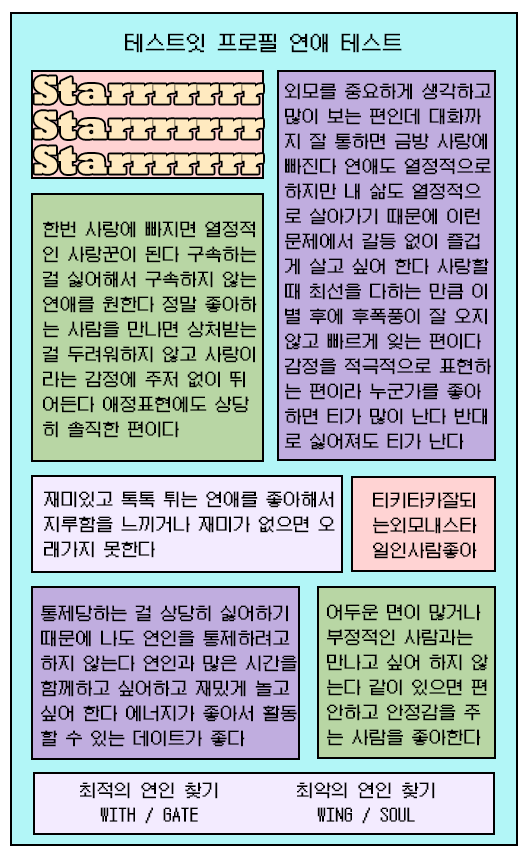 테스트잇 프로필 연애 테스트
Starrrrrrrr
Starrrrrrrr
Starrrrrrrr
외모를 중요하게 생각하고
많이 보는 편인데 대화까
지 잘 통하면 금방 사랑에
빠진다 연애도 열정적으로
하지만 내 삶도 열정적으
로 살아가기 때문에 이런
문제에서 갈등 없이 즐겁
게 살고 싶어 한다 사랑할
때 최선을 다하는 만큼 이
별 후에 후폭풍이 잘 오지
않고 빠르게 잊는 편이다
감정을 적극적으로 표현하
는 편이라 누군가를 좋아
하면 티가 많이 난다 반대
로 싫어져도 티가 난다
한번 사랑에 빠지면 열정적
인 사랑꾼이 된다 구속하는
걸 싫어해서 구속하지 않는
연애를 원한다 정말 좋아하
는 사람을 만나면 상처받는
걸 두려워하지 않고 사랑이
라는 감정에 주저 없이 뛰
어든다 애정표현에도 상당
히 솔직한 편이다
재미있고 톡톡 튀는 연애를 좋아해서
지루함을 느끼거나 재미가 없으면 오
래가지 못한다
티키타카잘되
는외모내스타
일인사람좋아
통제당하는 걸 상당히 싫어하기
때문에 나도 연인을 통제하려고
하지 않는다 연인과 많은 시간을
함께하고 싶어하고 재밌게 놀고
싶어 한다 에너지가 좋아서 활동
할 수 있는 데이트가 좋다
어두운 면이 많거나
부정적인 사람과는
만나고 싶어 하지 않
는다 같이 있으면 편
안하고 안정감을 주
는 사람을 좋아한다
최적의 연인 찾기
WITH / GATE
최악의 연인 찾기
WING / SOUL